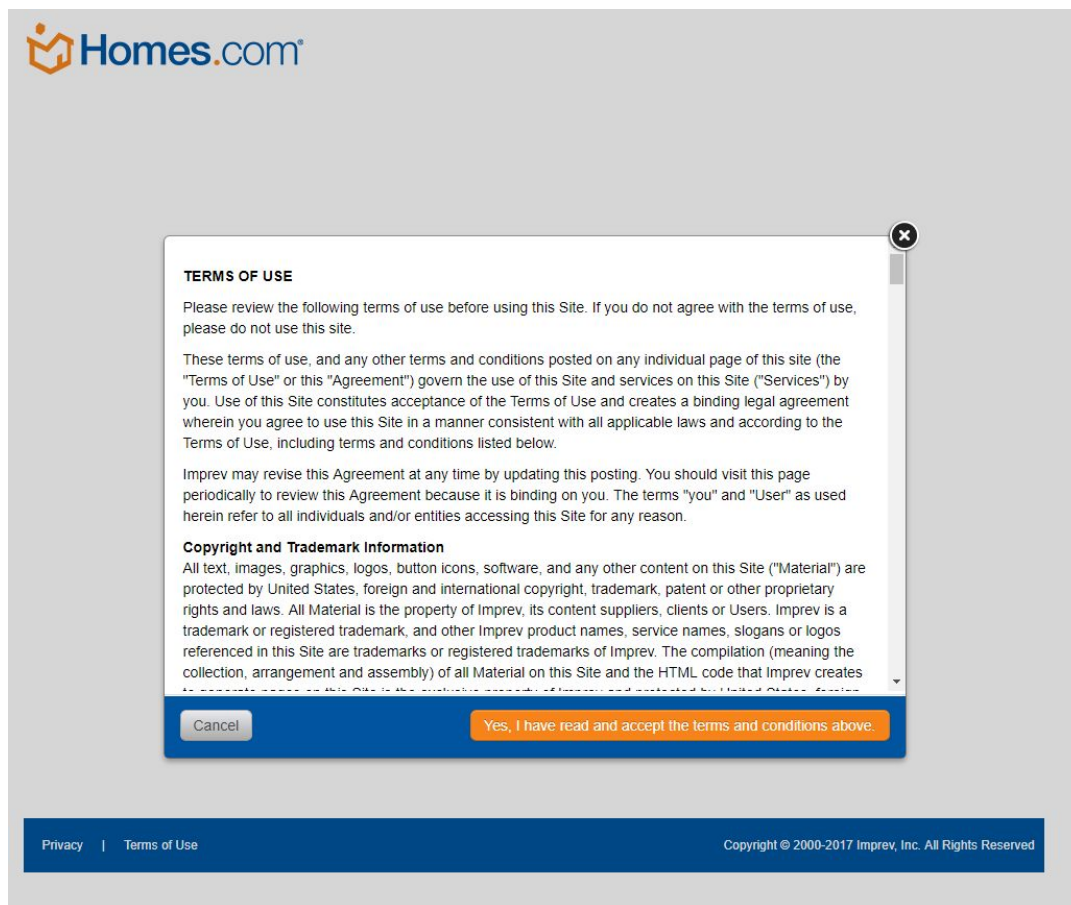 Homes.com®
TERMS OF USE
Please review the following terms of use before using this Site. If you do not agree with the terms of use,
please do not use this site.
These terms of use, and any other terms and conditions posted on any individual page of this site (the
"Terms of Use" or this "Agreement") govern the use of this Site and services on this Site ("Services") by
you. Use of this Site constitutes acceptance of the Terms of Use and creates a binding legal agreement
wherein you agree to use this Site in a manner consistent with all applicable laws and according to the
Terms of Use, including terms and conditions listed below.
Imprev may revise this Agreement at any time by updating this posting. You should visit this page
periodically to review this Agreement because it is binding on you. The terms "you" and "User" as used
herein refer to all individuals and/or entities accessing this Site for any reason.
Copyright and Trademark Information
All text, images, graphics, logos, button icons, software, and any other content on this Site ("Material") are
protected by United States, foreign and international copyright, trademark, patent or other proprietary
rights and laws. All Material is the property of Imprev, its content suppliers, clients or Users. Imprev is a
trademark or registered trademark, and other Imprev product names, service names, slogans or logos
referenced in this Site are trademarks or registered trademarks of Imprev. The compilation (meaning the
collection, arrangement and assembly) of all Material on this Site and the HTML code that Imprev creates
Cancel
Yes, I have read and accept the terms and conditions above.
Privacy | Terms of Use
Copyright © 2000-2017 Imprev, Inc. All Rights Reserved